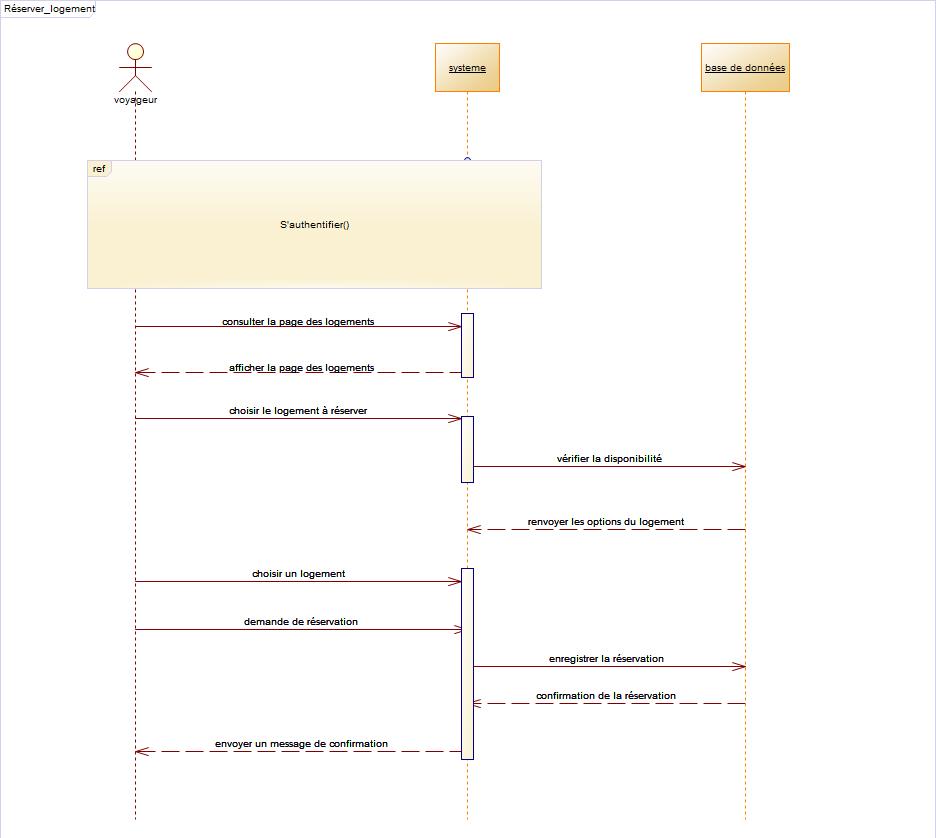 Réserver_logement
voyageur
systeme
base de données
ref
S'authentifier()
consulter la page des logements
afficher la page des logements
choisir le logement à réserver
vérifier la disponibilité
renvoyer les options du logement
choisir un logement
demande de réservation
enregistrer la réservation
confirmation de la réservation
envoyer un message de confirmation